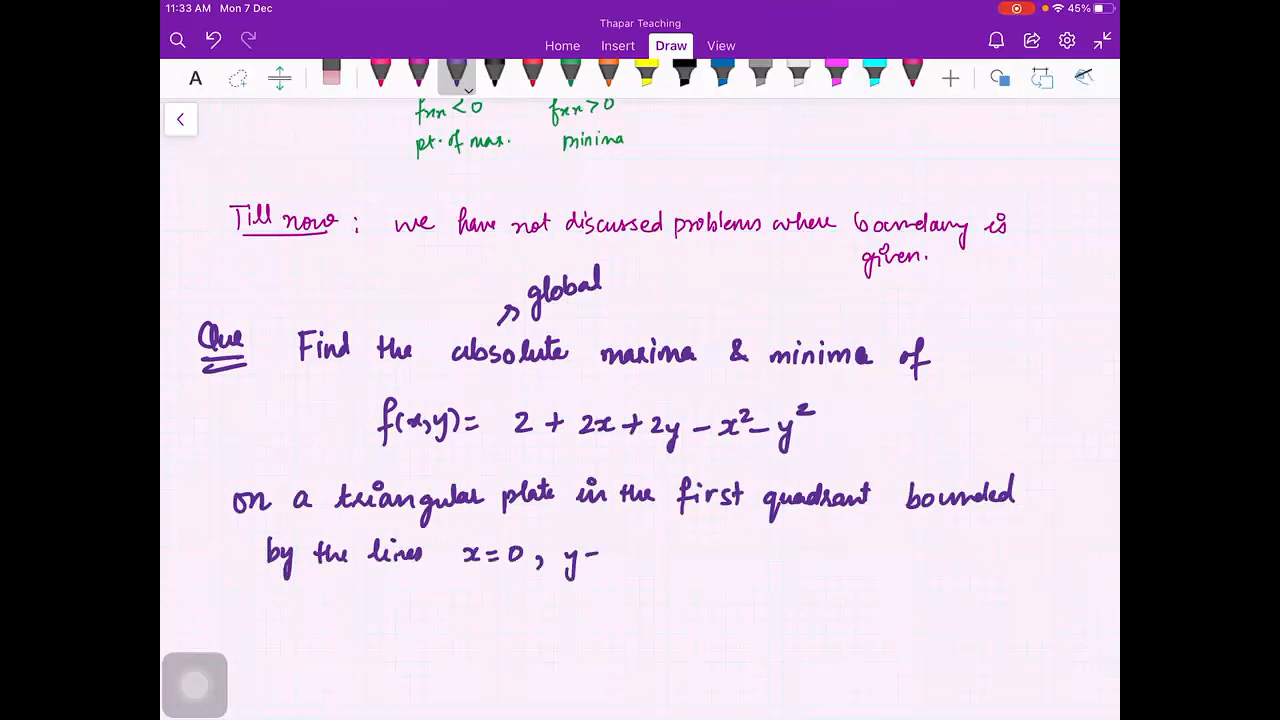 11:33 AM Mon 7 Dec
45%
Thapar Teaching
Home Insert Draw View
A
fxx < 0 fxx > 0
pt. of max. minima
Till now : we have not discussed problems where boundary is
given.
global
Que Find the absolute maxima & minima of
f(x,y) = 2 + 2x + 2y - x² - y²
on a triangular plate in the first quadrant bounded
by the lines x = 0, y -